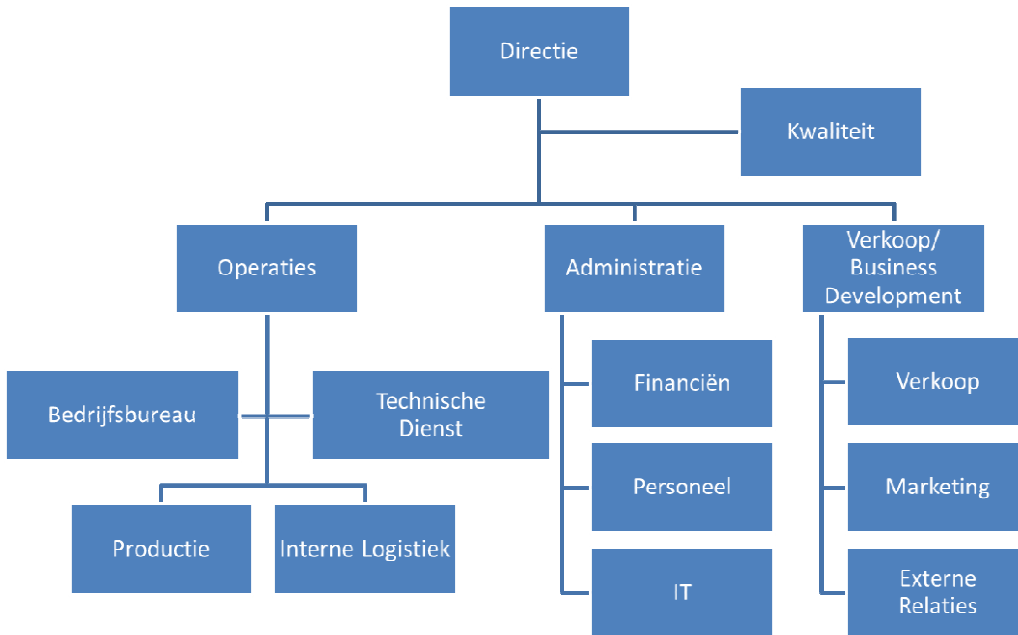 Directie
Kwaliteit
Operaties
Administratie
Verkoop/
Business
Development
Bedrijfsbureau
Technische
Dienst
Productie
Interne Logistiek
Financiën
Personeel
IT
Verkoop
Marketing
Externe
Relaties